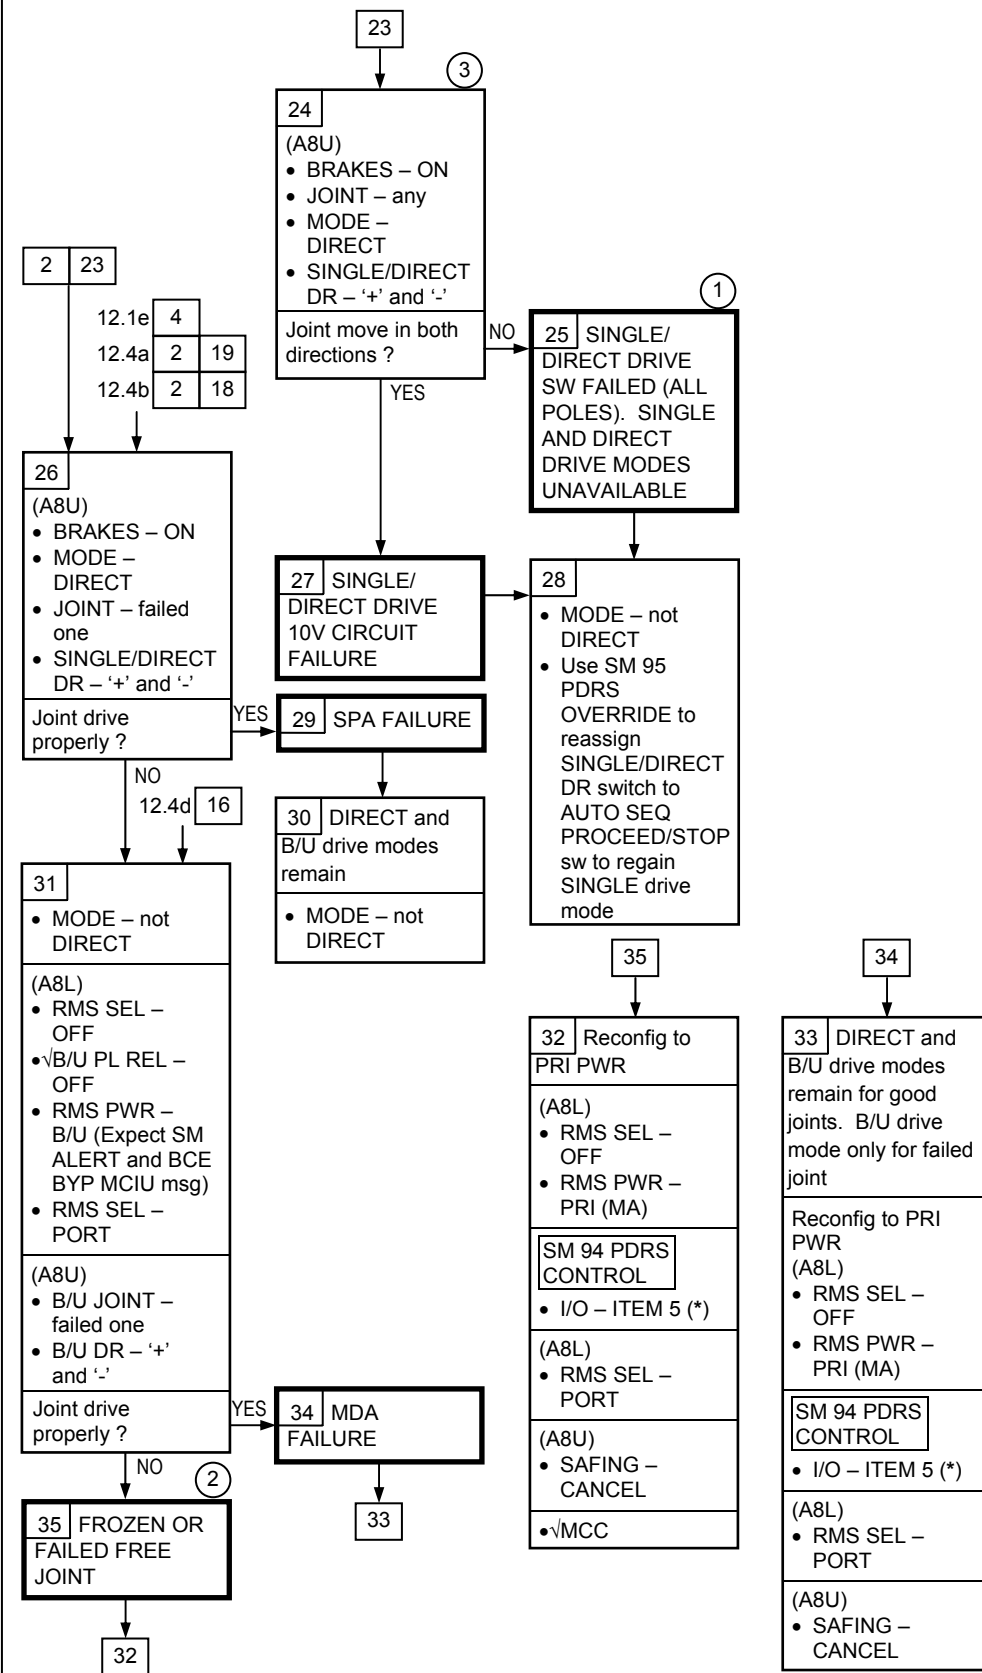 23
3
24
(A8U)
• BRAKES – ON
• JOINT – any
• MODE –
DIRECT
• SINGLE/DIRECT
DR – ‘+’ and ‘-’
Joint move in both
directions ?
NO
YES
1
25 SINGLE/
DIRECT DRIVE
SW FAILED (ALL
POLES). SINGLE
AND DIRECT
DRIVE MODES
UNAVAILABLE
2 23
12.1e 4
12.4a 2 19
12.4b 2 18
26
(A8U)
• BRAKES – ON
• MODE –
DIRECT
• JOINT – failed
one
• SINGLE/DIRECT
DR – ‘+’ and ‘-’
Joint drive
properly ?
YES
NO
27 SINGLE/
DIRECT DRIVE
10V CIRCUIT
FAILURE
28
• MODE – not
DIRECT
• Use SM 95
PDRS
OVERRIDE to
reassign
SINGLE/DIRECT
DR switch to
AUTO SEQ
PROCEED/STOP
sw to regain
SINGLE drive
mode
29 SPA FAILURE
30 DIRECT and
B/U drive modes
remain
• MODE – not
DIRECT
12.4d 16
31
• MODE – not
DIRECT
(A8L)
• RMS SEL –
OFF
•√B/U PL REL –
OFF
• RMS PWR –
B/U (Expect SM
ALERT and BCE
BYP MCIU msg)
• RMS SEL –
PORT
(A8U)
• B/U JOINT –
failed one
• B/U DR – ‘+’
and ‘-’
Joint drive
properly ?
YES
NO
34 MDA
FAILURE
33
2
35 FROZEN OR
FAILED FREE
JOINT
32
35
32 Reconfig to
PRI PWR
(A8L)
• RMS SEL –
OFF
• RMS PWR –
PRI (MA)
SM 94 PDRS
CONTROL
• I/O – ITEM 5 (*)
(A8L)
• RMS SEL –
PORT
(A8U)
• SAFING –
CANCEL
•√MCC
34
33 DIRECT and
B/U drive modes
remain for good
joints. B/U drive
mode only for failed
joint
Reconfig to PRI
PWR
(A8L)
• RMS SEL –
OFF
• RMS PWR –
PRI (MA)
SM 94 PDRS
CONTROL
• I/O – ITEM 5 (*)
(A8L)
• RMS SEL –
PORT
(A8U)
• SAFING –
CANCEL